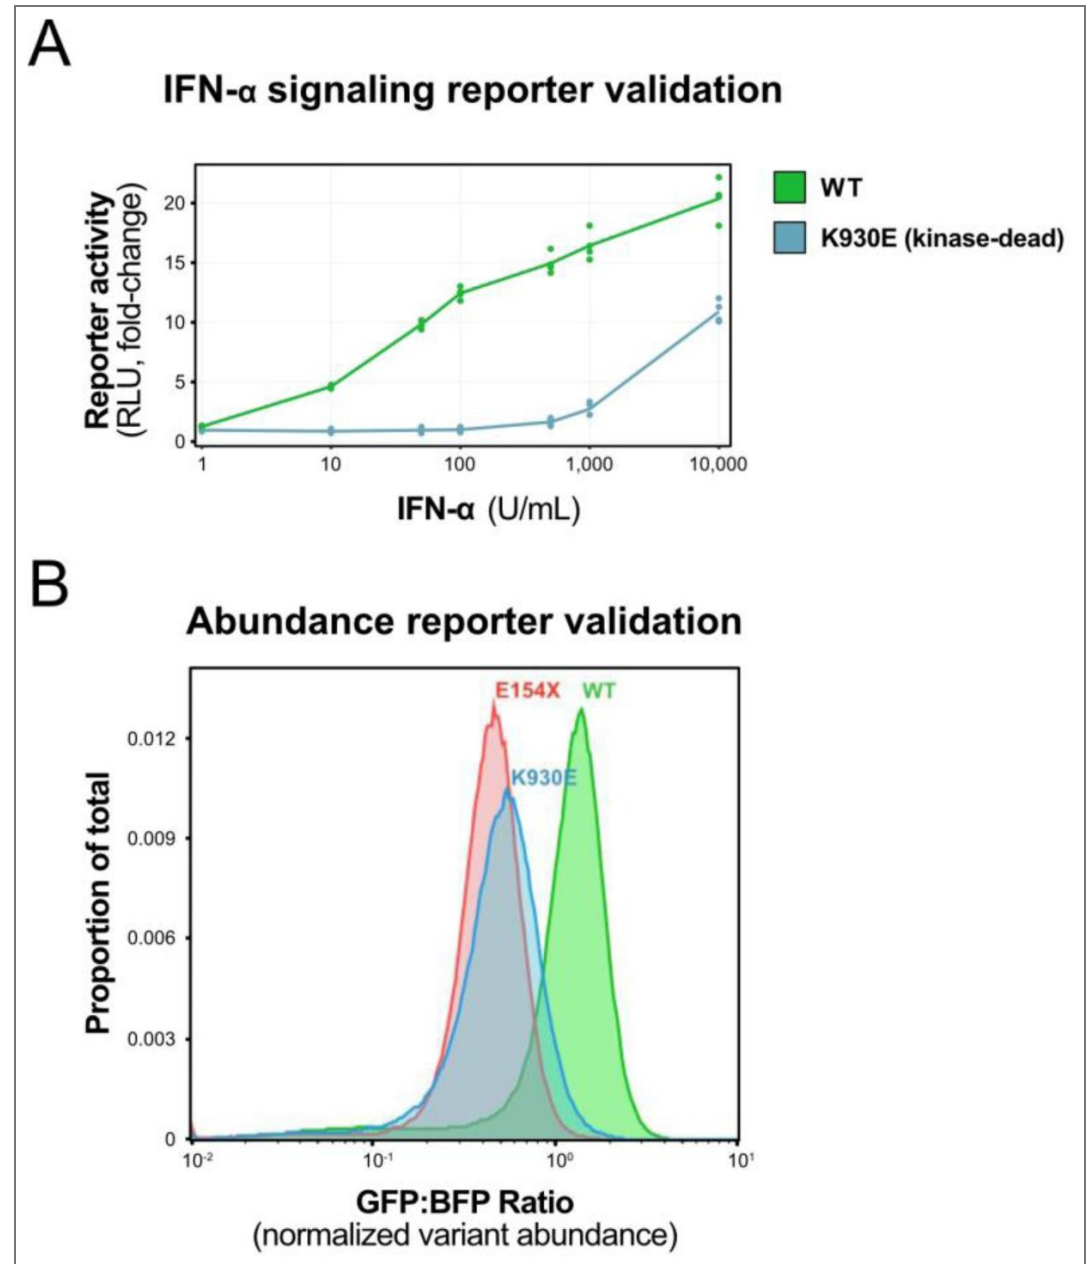 A
IFN-α signaling reporter validation
Reporter activity
(RLU, fold-change)
20
15
10
5
0
1 10 100 1,000 10,000
IFN-α (U/mL)
WT
K930E (kinase-dead)
B
Abundance reporter validation
E154X WT
K930E
Proportion of total
0.012
0.009
0.006
0.003
0
10⁻² 10⁻¹ 10⁰ 10¹
GFP:BFP Ratio
(normalized variant abundance)